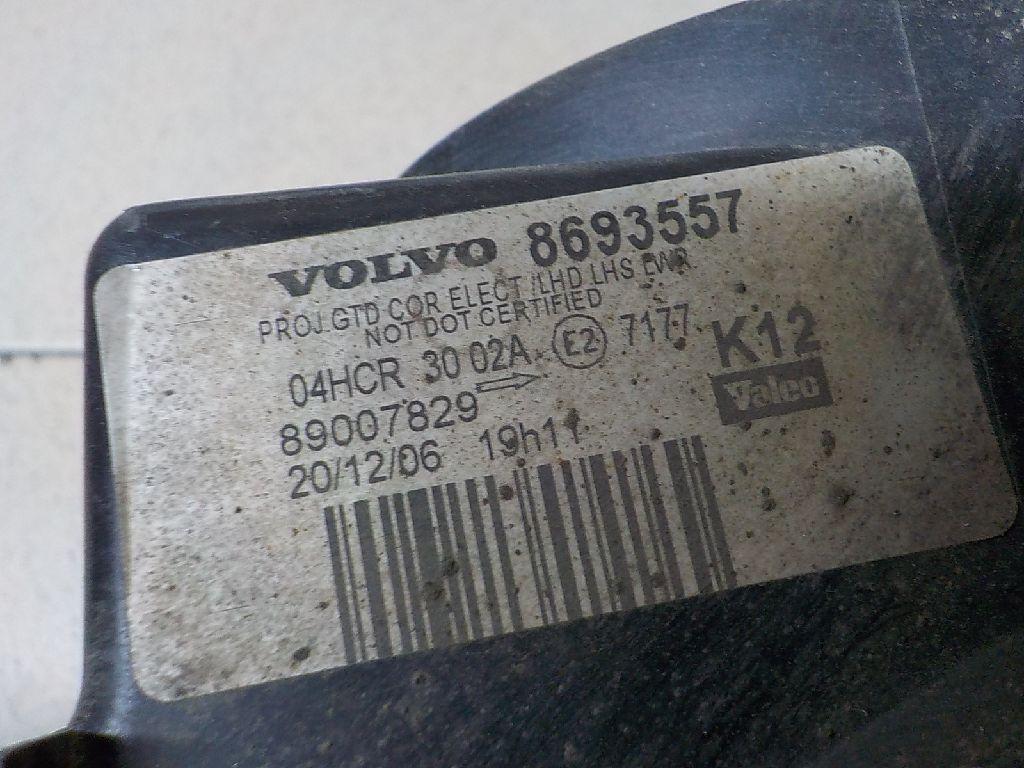 VOLVO 8693557
PROJ.GTD COR ELECT /LHD LHS EWR
NOT DOT CERTIFIED
04HCR 30 02A E2 7177 K12
89007829 Valeo
20/12/06 19h11